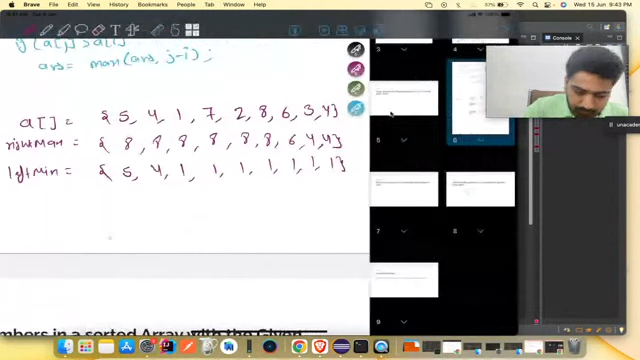 Brave File Edit View History Bookmarks People Tab Window Help
97% Wed 15 Jun 9:43 PM
if (a[j] > a[i]
ans = max(ans, j-i);
a[] = { 5, 4, 1, 7, 2, 8, 6, 3, 4}
rightMax = { 8, 8, 8, 8, 8, 8, 6, 4, 4}
leftMin = { 5, 4, 1, 1, 1, 1, 1, 1, 1}
mbers in a sorted Array with the Given
3
4
5
6
7
8
9
Console